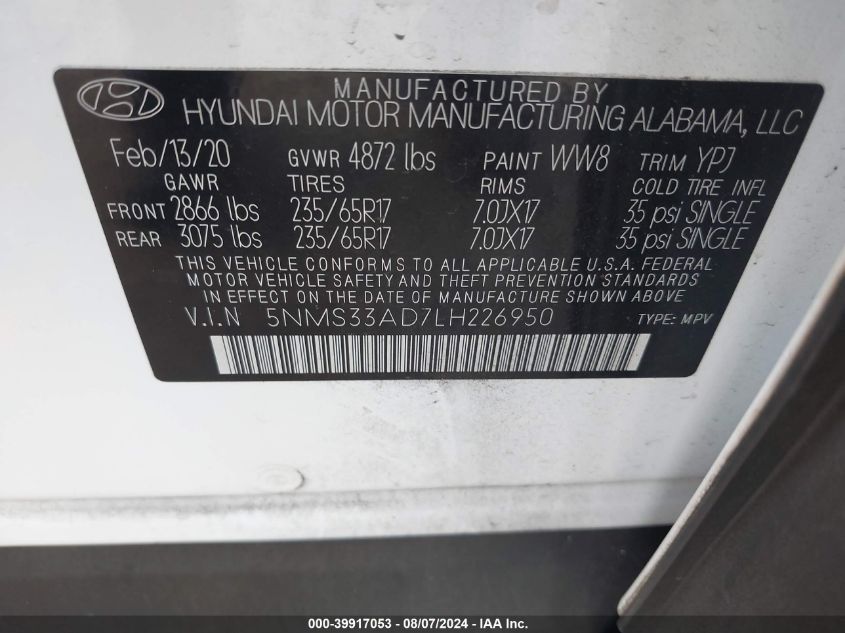 MANUFACTURED BY
HYUNDAI MOTOR MANUFACTURING ALABAMA, LLC
Feb/13/20 GVWR 4872 lbs PAINT WW8 TRIM YPJ
GAWR TIRES RIMS COLD TIRE INFL
FRONT 2866 lbs 235/65R17 7.0JX17 35 psi SINGLE
REAR 3075 lbs 235/65R17 7.0JX17 35 psi SINGLE
THIS VEHICLE CONFORMS TO ALL APPLICABLE U.S.A. FEDERAL
MOTOR VEHICLE SAFETY AND THEFT PREVENTION STANDARDS
IN EFFECT ON THE DATE OF MANUFACTURE SHOWN ABOVE.
V.I.N 5NMS33AD7LH226950 TYPE: MPV
000-39917053 - 08/07/2024 - IAAI Inc.